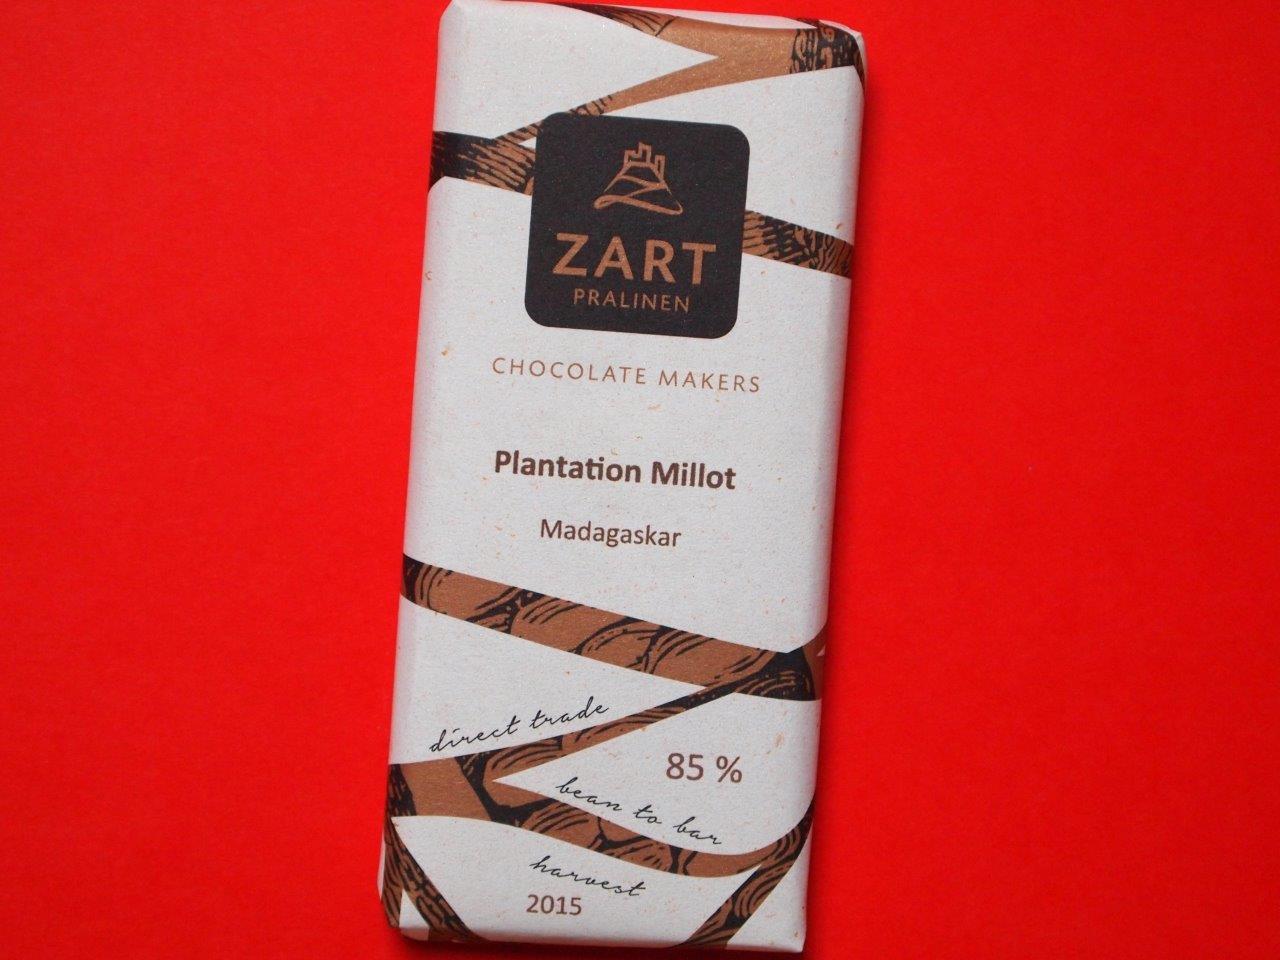 ZART
PRALINEN
CHOCOLATE MAKERS
Plantation Millot
Madagaskar
direct trade
85 %
bean to bar
harvest
2015